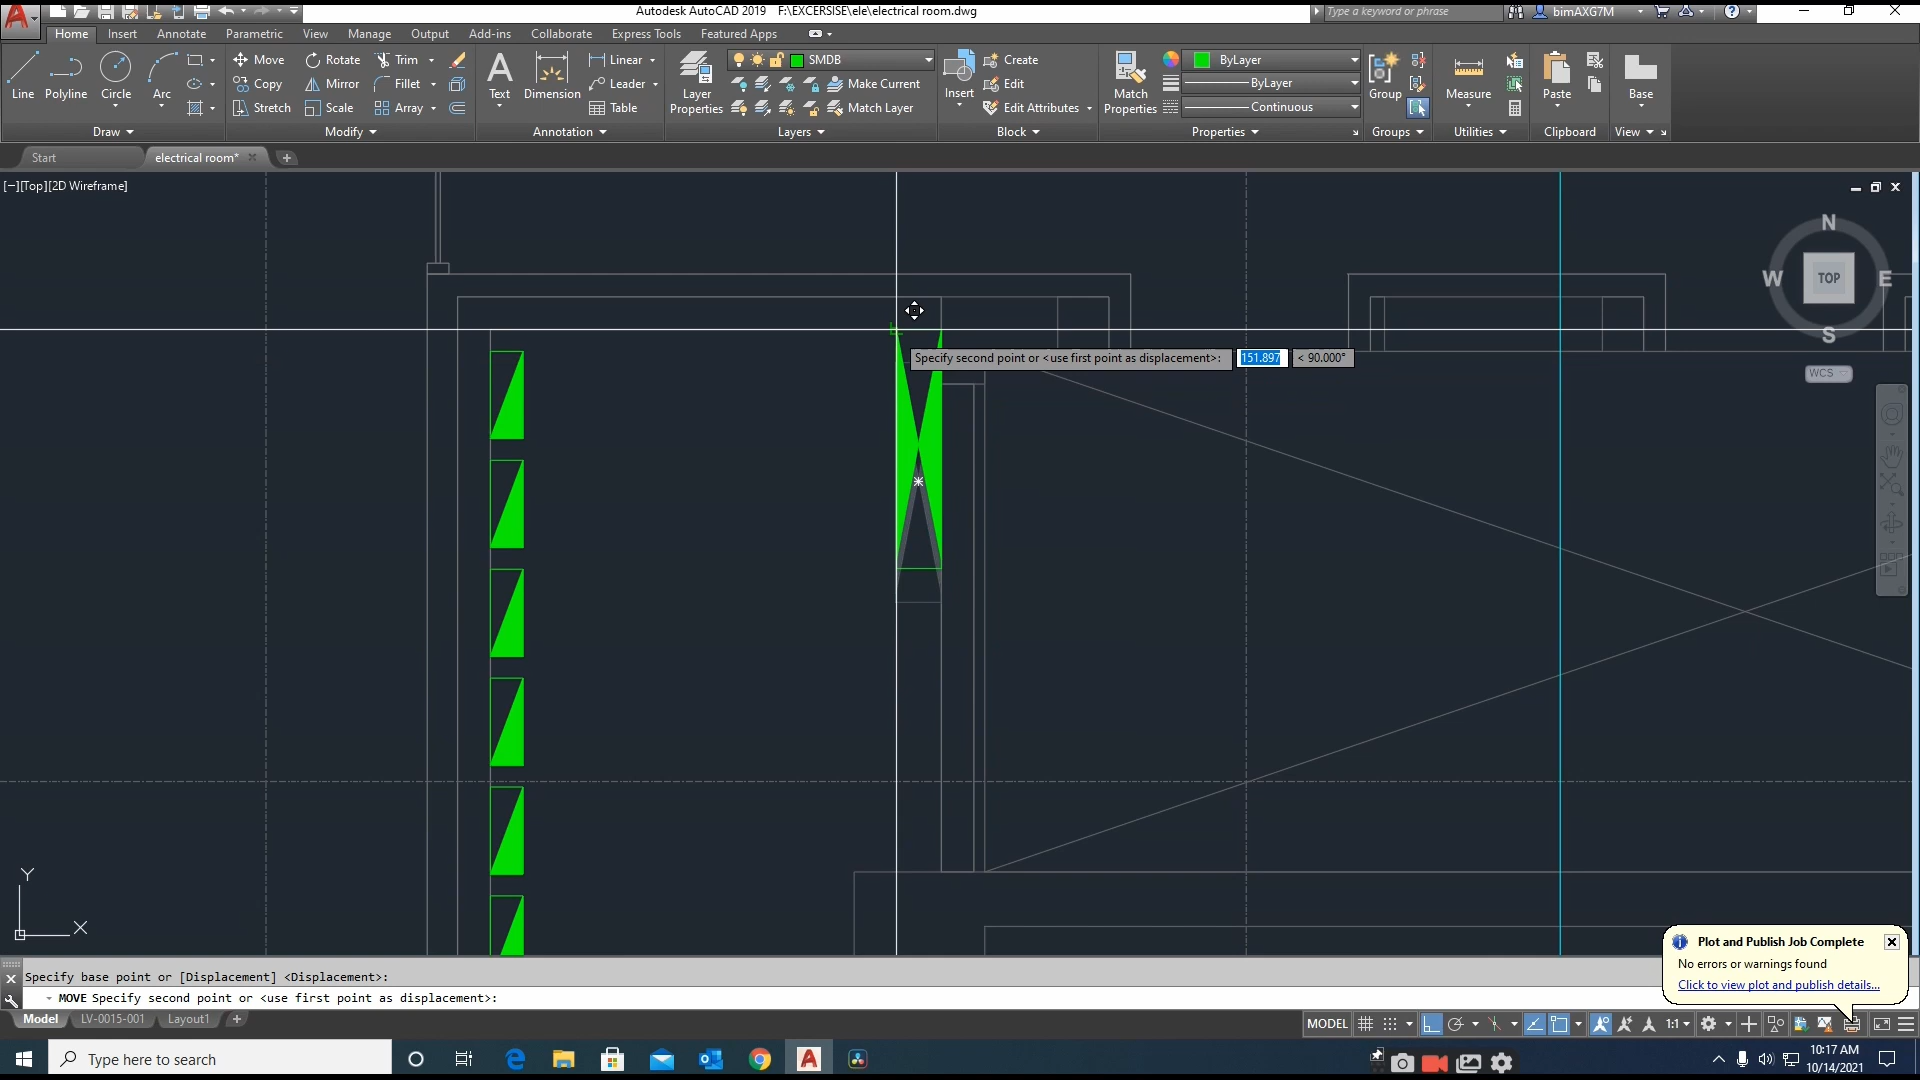 Autodesk AutoCAD 2019 F:\EXCERSISE\ele\electrical room.dwg
Type a keyword or phrase
bimAXG7M
Home Insert Annotate Parametric View Manage Output Add-ins Collaborate Express Tools Featured Apps
Move Rotate Trim Linear SMDB Create ByLayer
Copy Mirror Fillet Leader Make Current Edit ByLayer
Stretch Scale Array Table Match Layer Edit Attributes Continuous
Line Polyline Circle Arc Text Dimension Layer Properties Insert Match Properties Group Measure Paste Base
Draw Modify Annotation Layers Block Properties Groups Utilities Clipboard View
Start electrical room*
[−][Top][2D Wireframe]
N
W TOP E
S
WCS
Specify second point or <use first point as displacement>: 151.897 < 90.000°
Y
X
Plot and Publish Job Complete
No errors or warnings found
Click to view plot and publish details...
Specify base point or [Displacement] <Displacement>:
MOVE Specify second point or <use first point as displacement>:
Model LV-0015-001 Layout1
MODEL 1:1
Type here to search
10:17 AM
10/14/2021